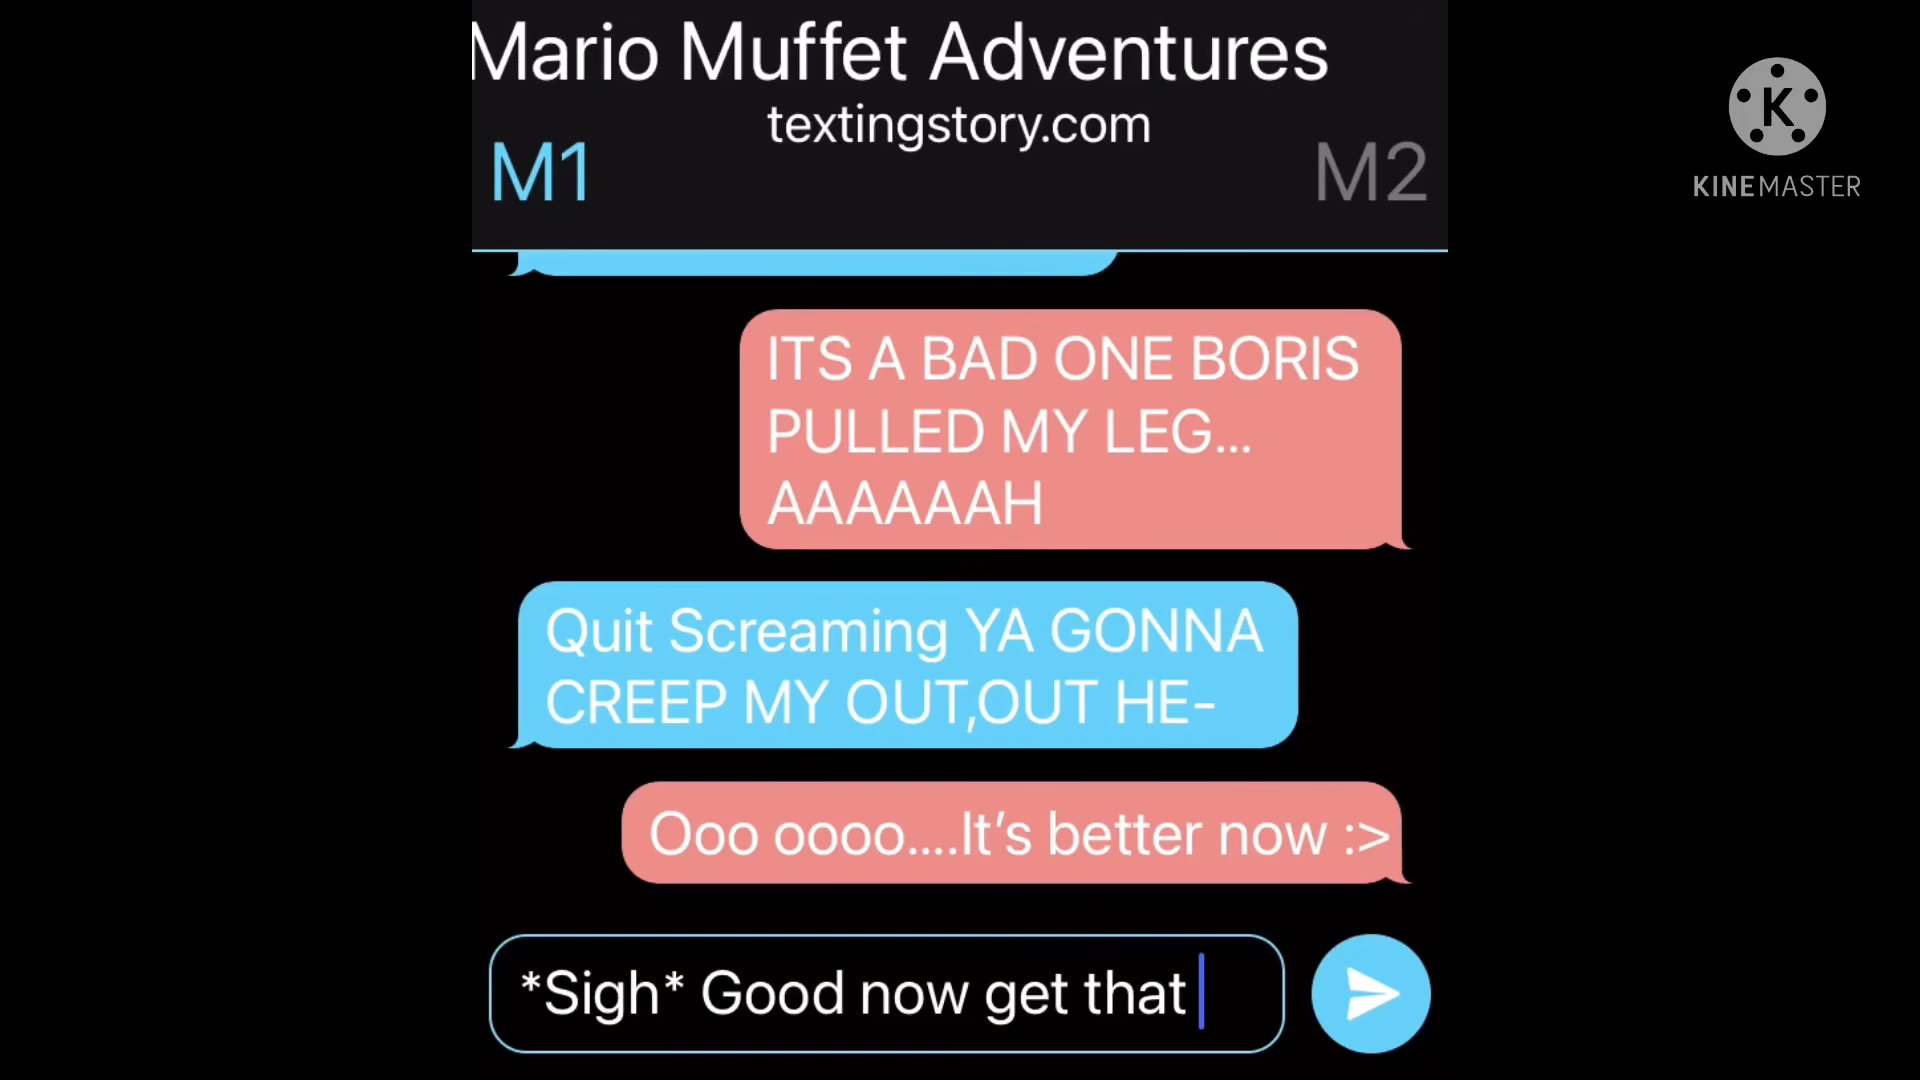 Mario Muffet Adventures
textingstory.com
M1
M2
K
KINEMASTER
ITS A BAD ONE BORIS
PULLED MY LEG...
AAAAAAH
Quit Screaming YA GONNA
CREEP MY OUT,OUT HE-
Ooo oooo....It’s better now :>
*Sigh* Good now get that